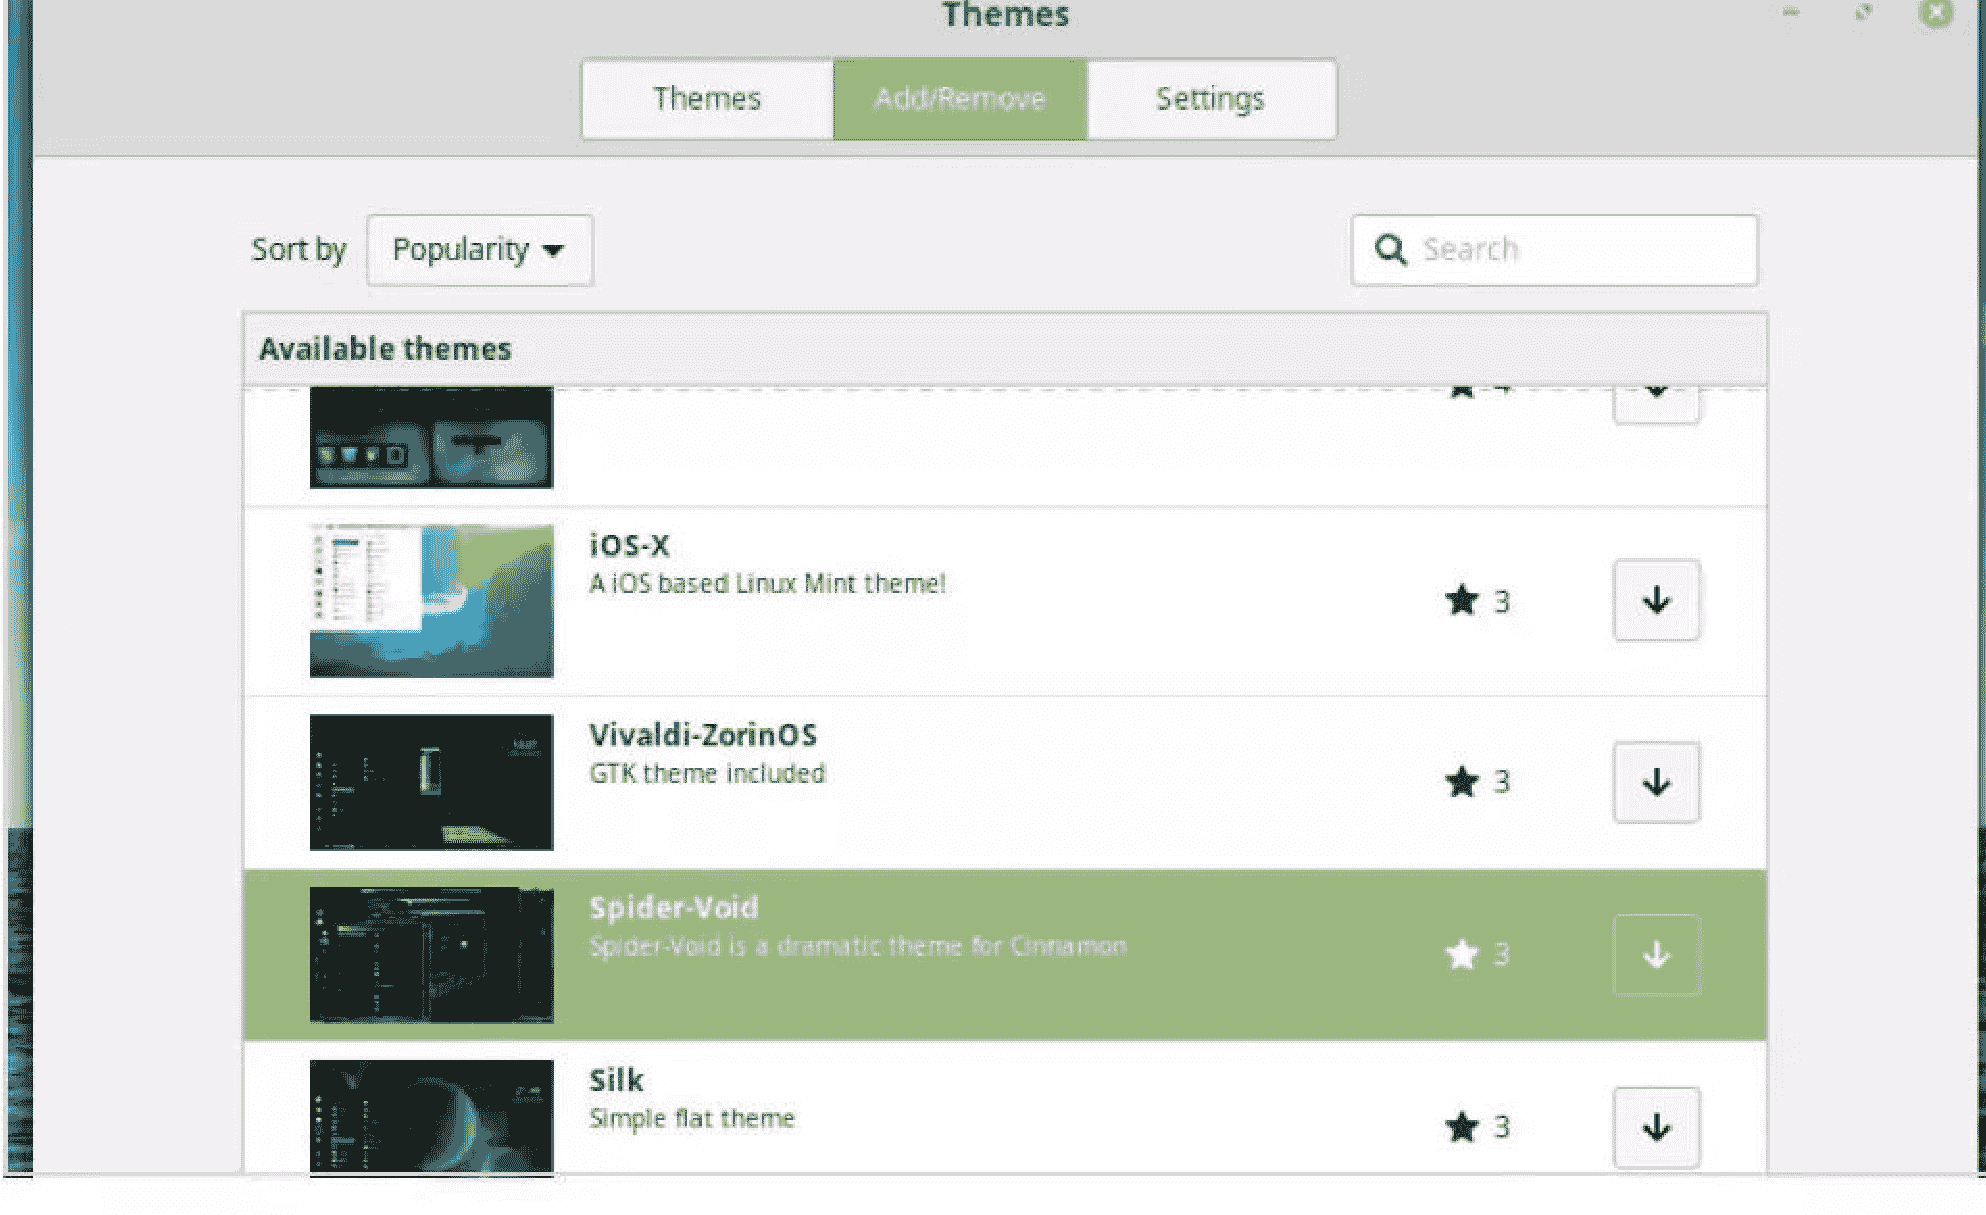 Themes
Themes
Add/Remove
Settings
Sort by
Popularity
Search
Available themes
4
iOS-X
A iOS based Linux Mint theme!
3
Vivaldi-ZorinOS
GTK theme included
3
Spider-Void
Spider-Void is a dramatic theme for Cinnamon
3
Silk
Simple flat theme
3